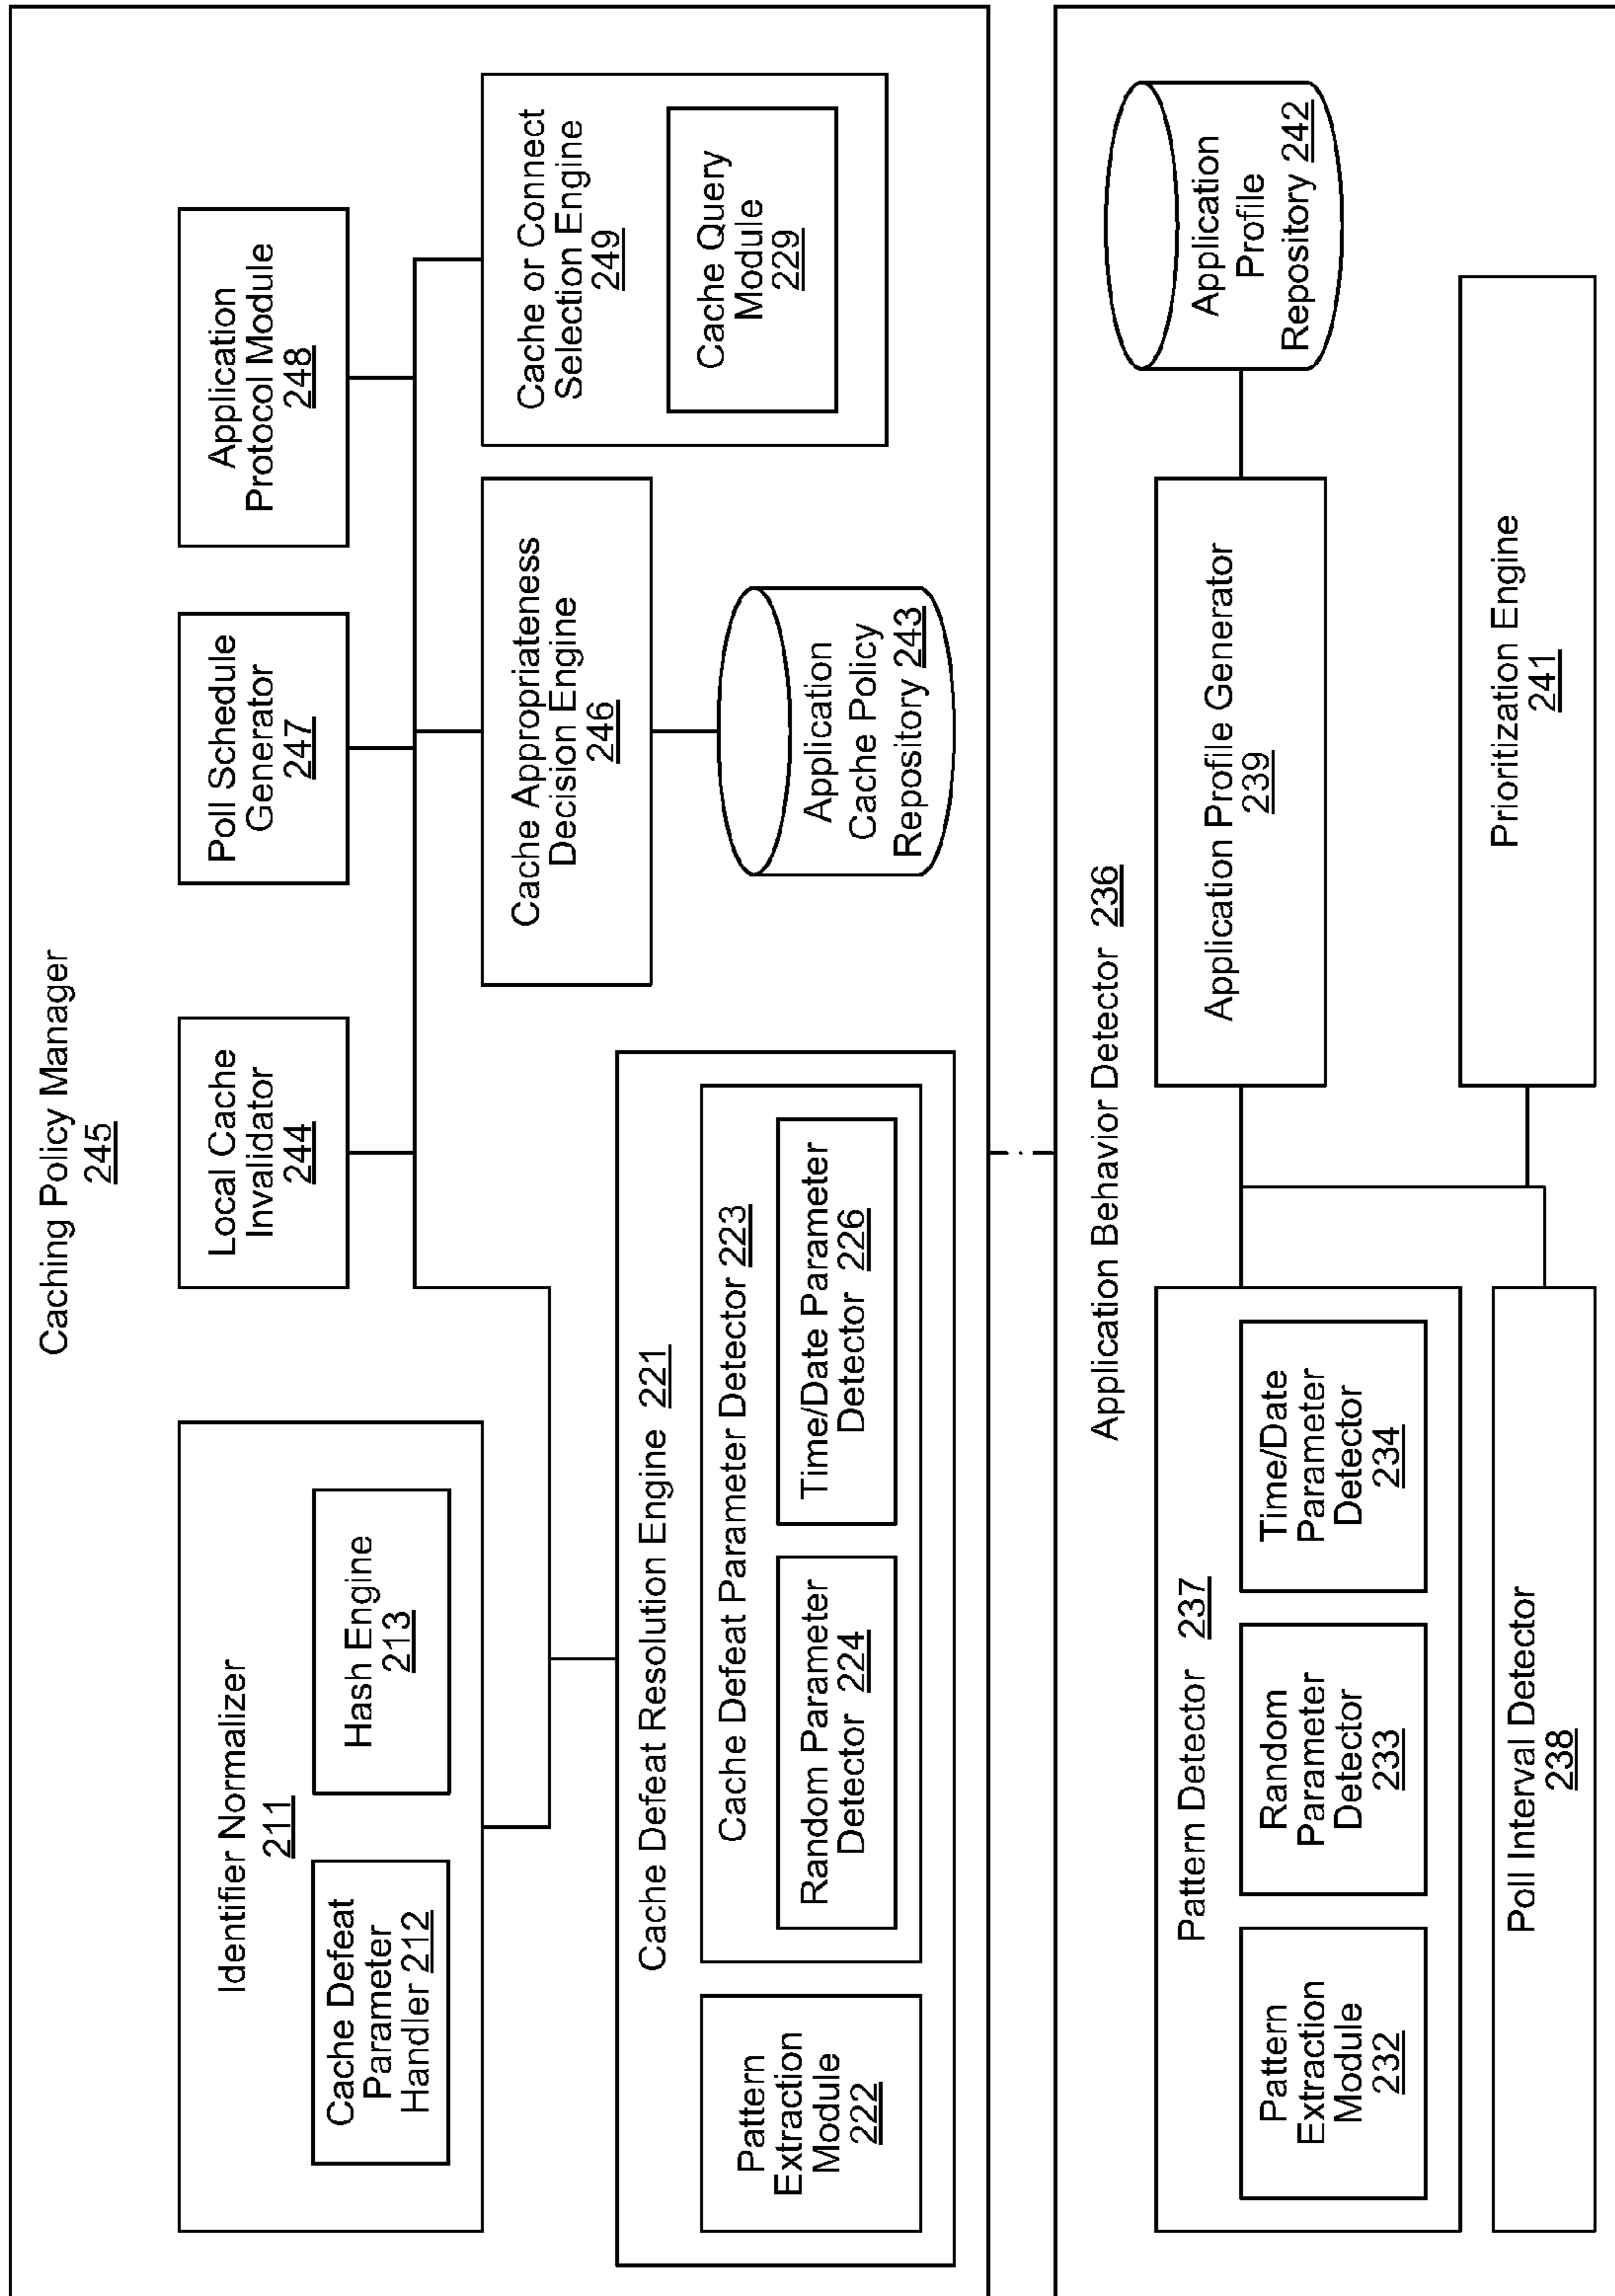 Caching Policy Manager
245
Identifier Normalizer
211
Cache Defeat
Parameter
Handler 212
Hash Engine
213
Local Cache
Invalidator
244
Poll Schedule
Generator
247
Application
Protocol Module
248
Cache Defeat Resolution Engine 221
Pattern
Extraction
Module
222
Cache Defeat Parameter Detector 223
Random Parameter
Detector 224
Time/Date Parameter
Detector 226
Cache Appropriateness
Decision Engine
246
Application
Cache Policy
Repository 243
Cache or Connect
Selection Engine
249
Cache Query
Module
229
Application Behavior Detector 236
Pattern Detector 237
Pattern
Extraction
Module
232
Random
Parameter
Detector
233
Time/Date
Parameter
Detector
234
Poll Interval Detector
238
Application Profile Generator
239
Application
Profile
Repository 242
Prioritization Engine
241